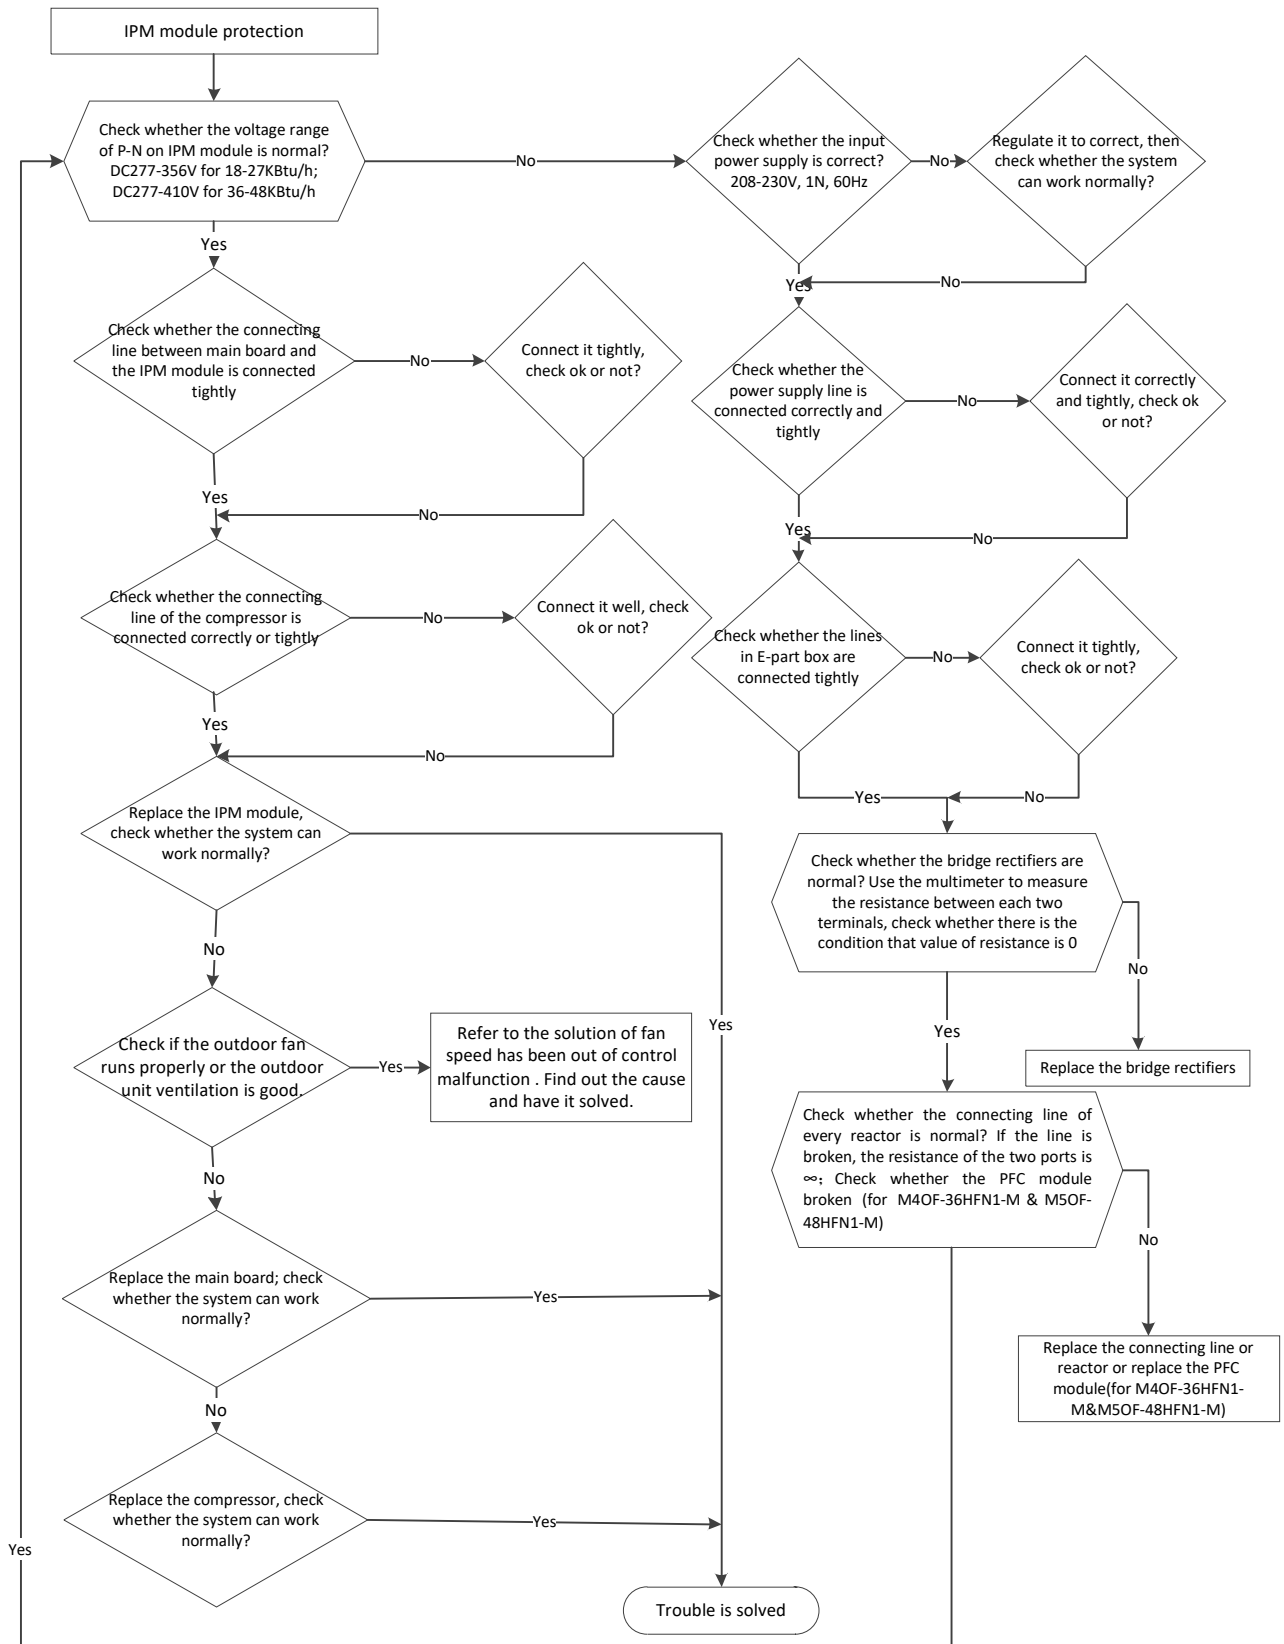 IPM module protection
Check whether the voltage range
of P-N on IPM module is normal?
DC277-356V for 18-27KBtu/h;
DC277-410V for 36-48KBtu/h
No
Check whether the input
power supply is correct?
208-230V, 1N, 60Hz
No
Regulate it to correct, then
check whether the system
can work normally?
Yes
No
Yes
Check whether the connecting
line between main board and
the IPM module is connected
tightly
No
Connect it tightly,
check ok or not?
Check whether the
power supply line is
connected correctly and
tightly
No
Connect it correctly
and tightly, check ok
or not?
Yes
No
Yes
No
Check whether the connecting
line of the compressor is
connected correctly or tightly
No
Connect it well, check
ok or not?
Check whether the lines
in E-part box are
connected tightly
No
Connect it tightly,
check ok or not?
Yes
No
Yes
No
Replace the IPM module,
check whether the system can
work normally?
Check whether the bridge rectifiers are
normal? Use the multimeter to measure
the resistance between each two
terminals, check whether there is the
condition that value of resistance is 0
No
No
Yes
Yes
Check if the outdoor fan
runs properly or the outdoor
unit ventilation is good.
Yes
Refer to the solution of fan
speed has been out of control
malfunction . Find out the cause
and have it solved.
Replace the bridge rectifiers
Check whether the connecting line of
every reactor is normal? If the line is
broken, the resistance of the two ports is
∞; Check whether the PFC module
broken (for M4OF-36HFN1-M & M5OF-
48HFN1-M)
No
No
Replace the main board; check
whether the system can work
normally?
Yes
Replace the connecting line or
reactor or replace the PFC
module(for M4OF-36HFN1-
M&M5OF-48HFN1-M)
No
Replace the compressor, check
whether the system can work
normally?
Yes
Yes
Trouble is solved